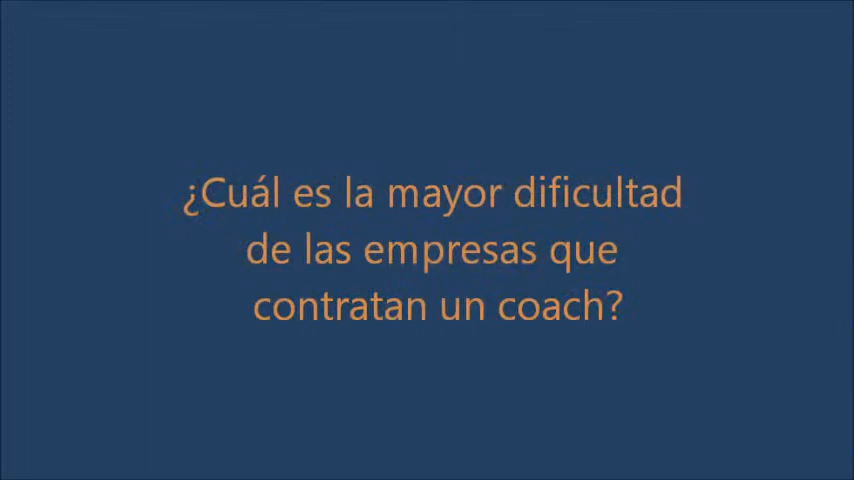 ¿Cuál es la mayor dificultad
de las empresas que
contratan un coach?